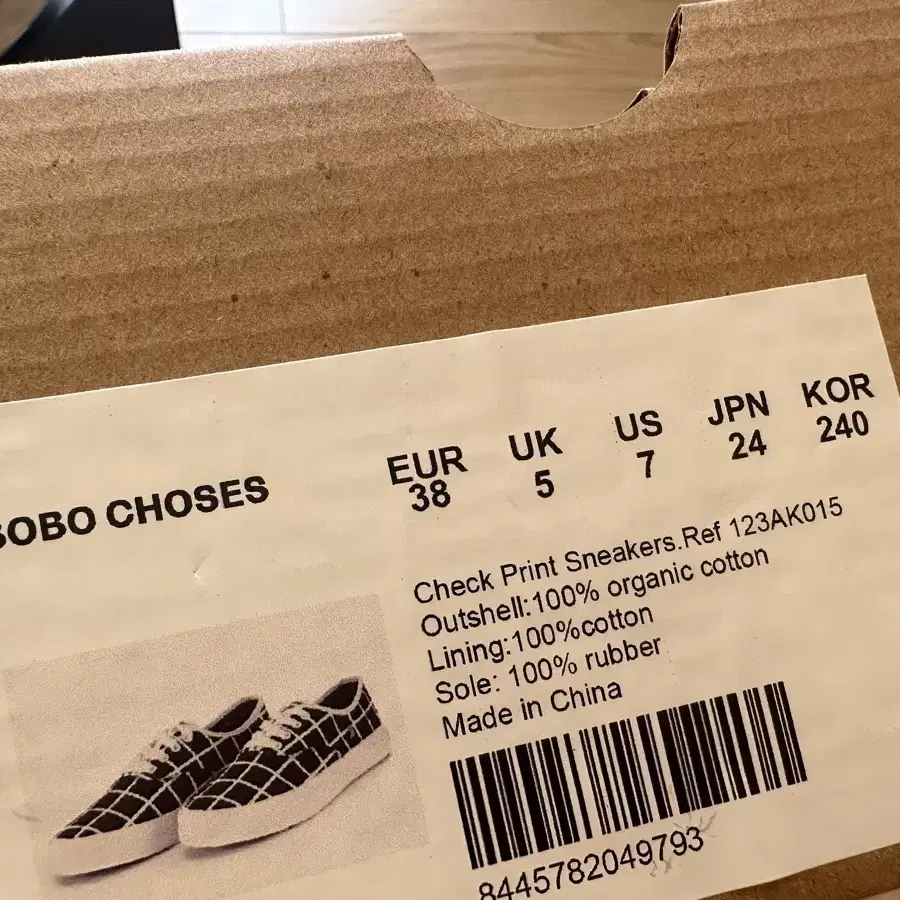 BOBO CHOSES
EUR UK US JPN KOR
38 5 7 24 240
Check Print Sneakers.Ref 123AK015
Outshell:100% organic cotton
Lining:100%cotton
Sole: 100% rubber
Made in China
8445782049793